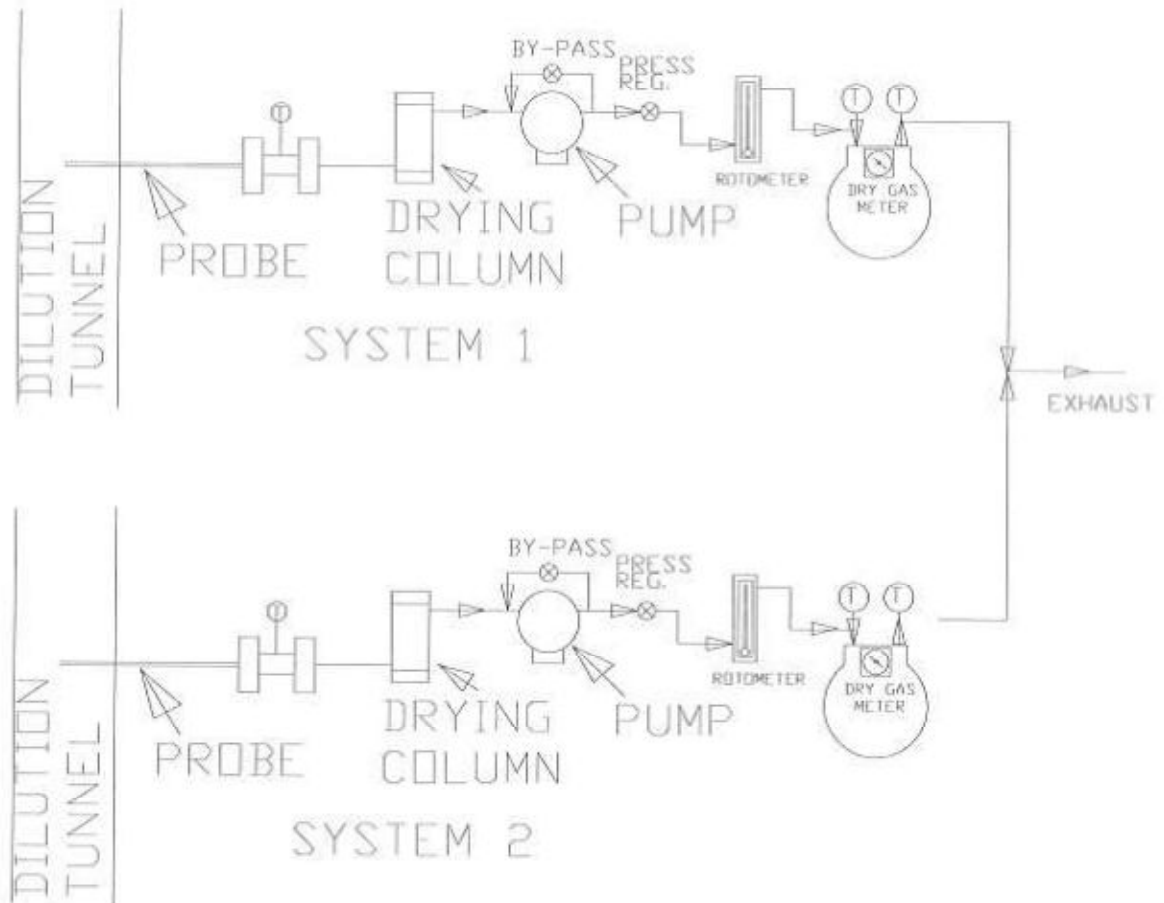 BY-PASS
PRESS
REG.
T
T
T
DILUTION
TUNNEL
PROBE
DRYING
COLUMN
PUMP
ROTOMETER
DRY GAS
METER
SYSTEM 1
EXHAUST
BY-PASS
PRESS
REG.
T
T
T
DILUTION
TUNNEL
PROBE
DRYING
COLUMN
PUMP
ROTOMETER
DRY GAS
METER
SYSTEM 2